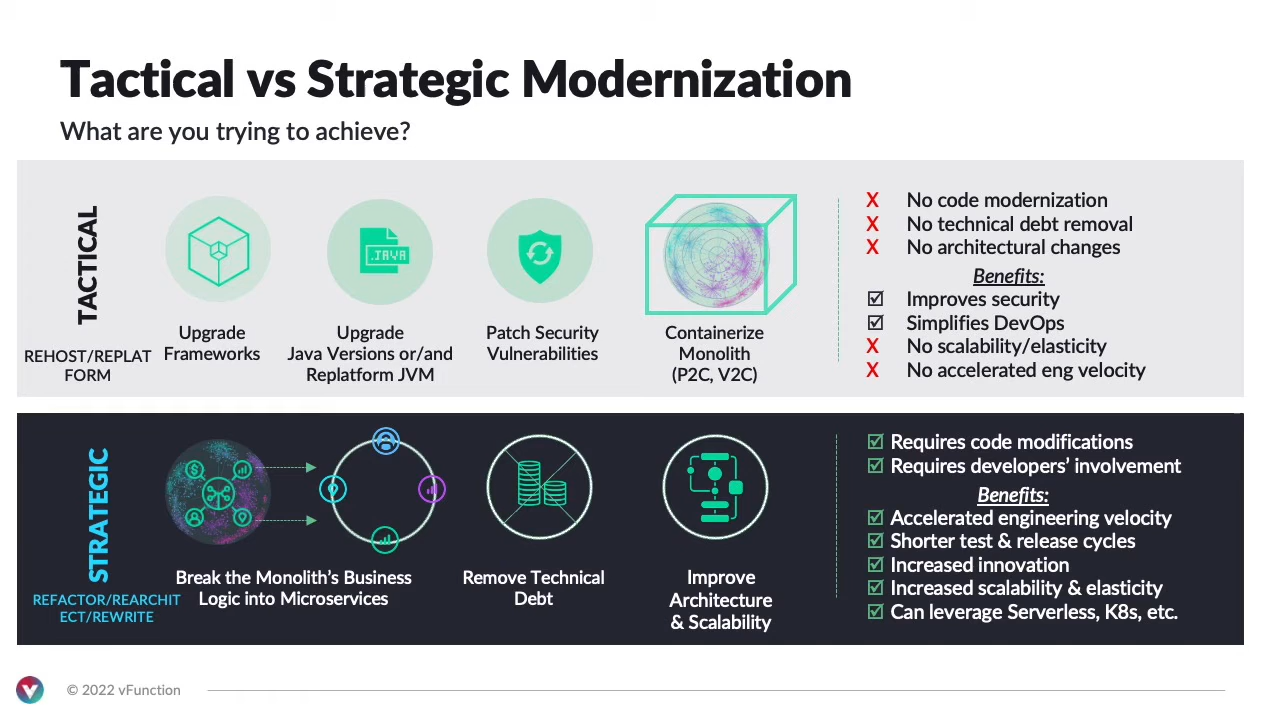 Tactical vs Strategic Modernization
What are you trying to achieve?
TACTICAL
REHOST/REPLAT
FORM
Upgrade
Frameworks
.JAVA
Upgrade
Java Versions or/and
Replatform JVM
Patch Security
Vulnerabilities
Containerize
Monolith
(P2C, V2C)
X No code modernization
X No technical debt removal
X No architectural changes
Benefits:
☑ Improves security
☑ Simplifies DevOps
X No scalability/elasticity
X No accelerated eng velocity
STRATEGIC
REFACTOR/REARCHIT
ECT/REWRITE
$
Break the Monolith's Business
Logic into Microservices
Remove Technical
Debt
Improve
Architecture
& Scalability
☑ Requires code modifications
☑ Requires developers' involvement
Benefits:
☑ Accelerated engineering velocity
☑ Shorter test & release cycles
☑ Increased innovation
☑ Increased scalability & elasticity
☑ Can leverage Serverless, K8s, etc.
V
© 2022 vFunction